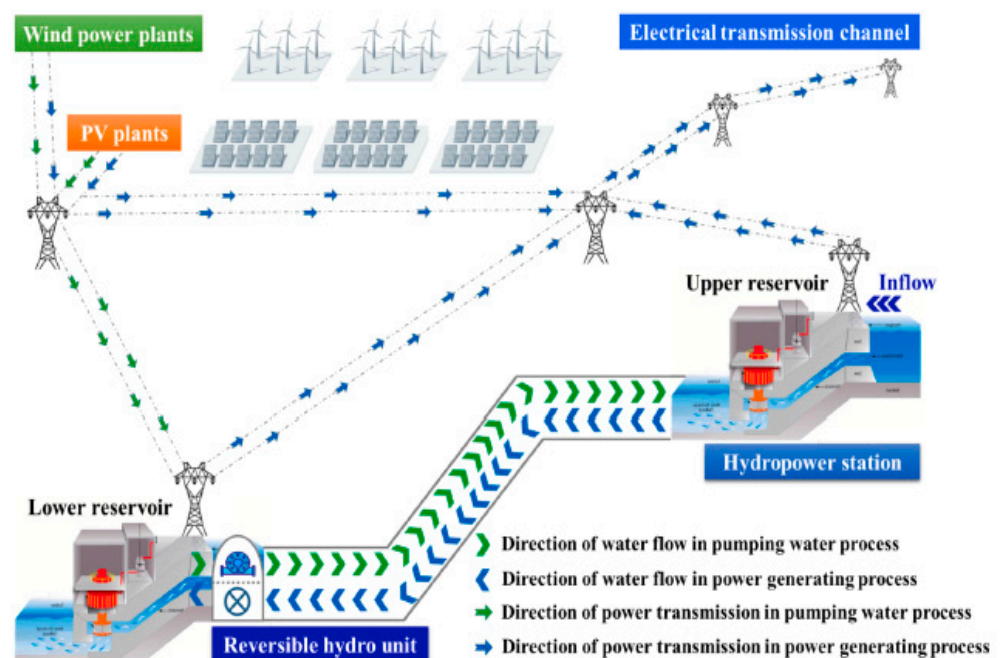 Wind power plants
Electrical transmission channel
PV plants
Upper reservoir
Inflow
Hydropower station
Lower reservoir
Direction of water flow in pumping water process
Direction of water flow in power generating process
Direction of power transmission in pumping water process
Reversible hydro unit
Direction of power transmission in power generating process